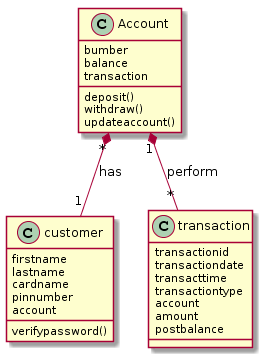 C Account
bumber
balance
transaction
deposit()
withdraw()
updateaccount()
* 1
has perform
1 *
C customer
firstname
lastname
cardname
pinnumber
account
verifypassword()
C transaction
transactionid
transactiondate
transacttime
transactiontype
account
amount
postbalance